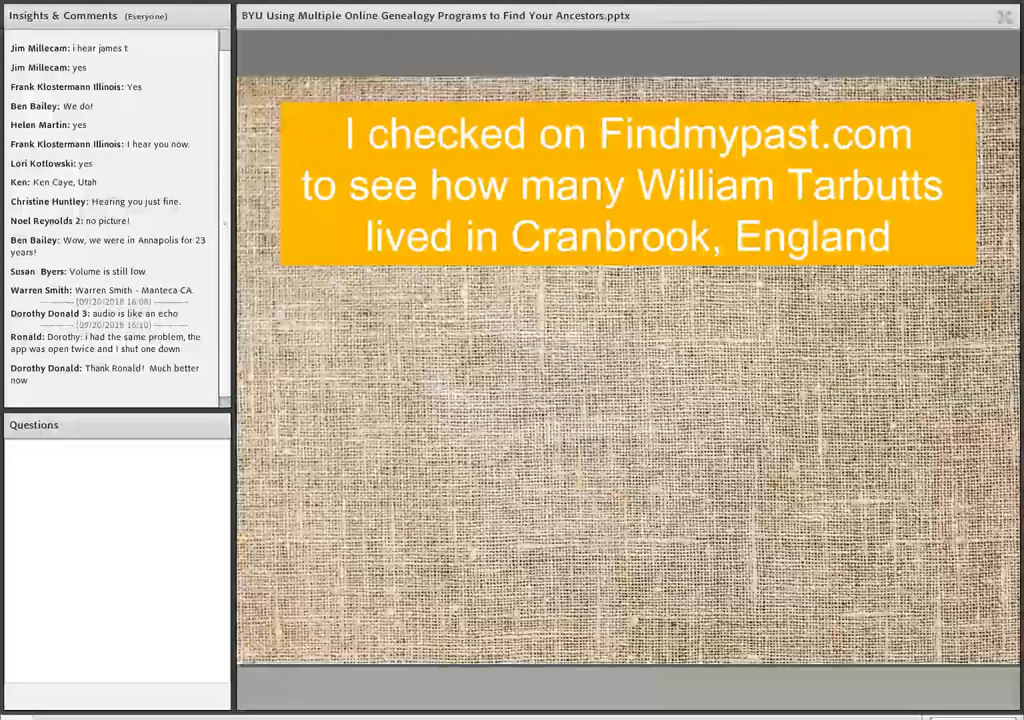 Insights & Comments (Everyone)
Jim Millecam: i hear james t
Jim Millecam: yes
Frank Klostermann Illinois: Yes
Ben Bailey: We do!
Helen Martin: yes
Frank Klostermann Illinois: I hear you now.
Lori Kotlowski: yes
Ken: Ken Caye, Utah
Christine Huntley: Hearing you just fine.
Noel Reynolds 2: no picture!
Ben Bailey: Wow, we were in Annapolis for 23
years!
Susan Byers: Volume is still low
Warren Smith: Warren Smith - Manteca CA.
(09/20/2018 16:08)
Dorothy Donald 3: audio is like an echo
(09/20/2018 16:10)
Ronald: Dorothy: i had the same problem, the
app was open twice and I shut one down
Dorothy Donald: Thank Ronald! Much better
now
Questions
BYU Using Multiple Online Genealogy Programs to Find Your Ancestors.pptx
I checked on Findmypast.com
to see how many William Tarbutts
lived in Cranbrook, England